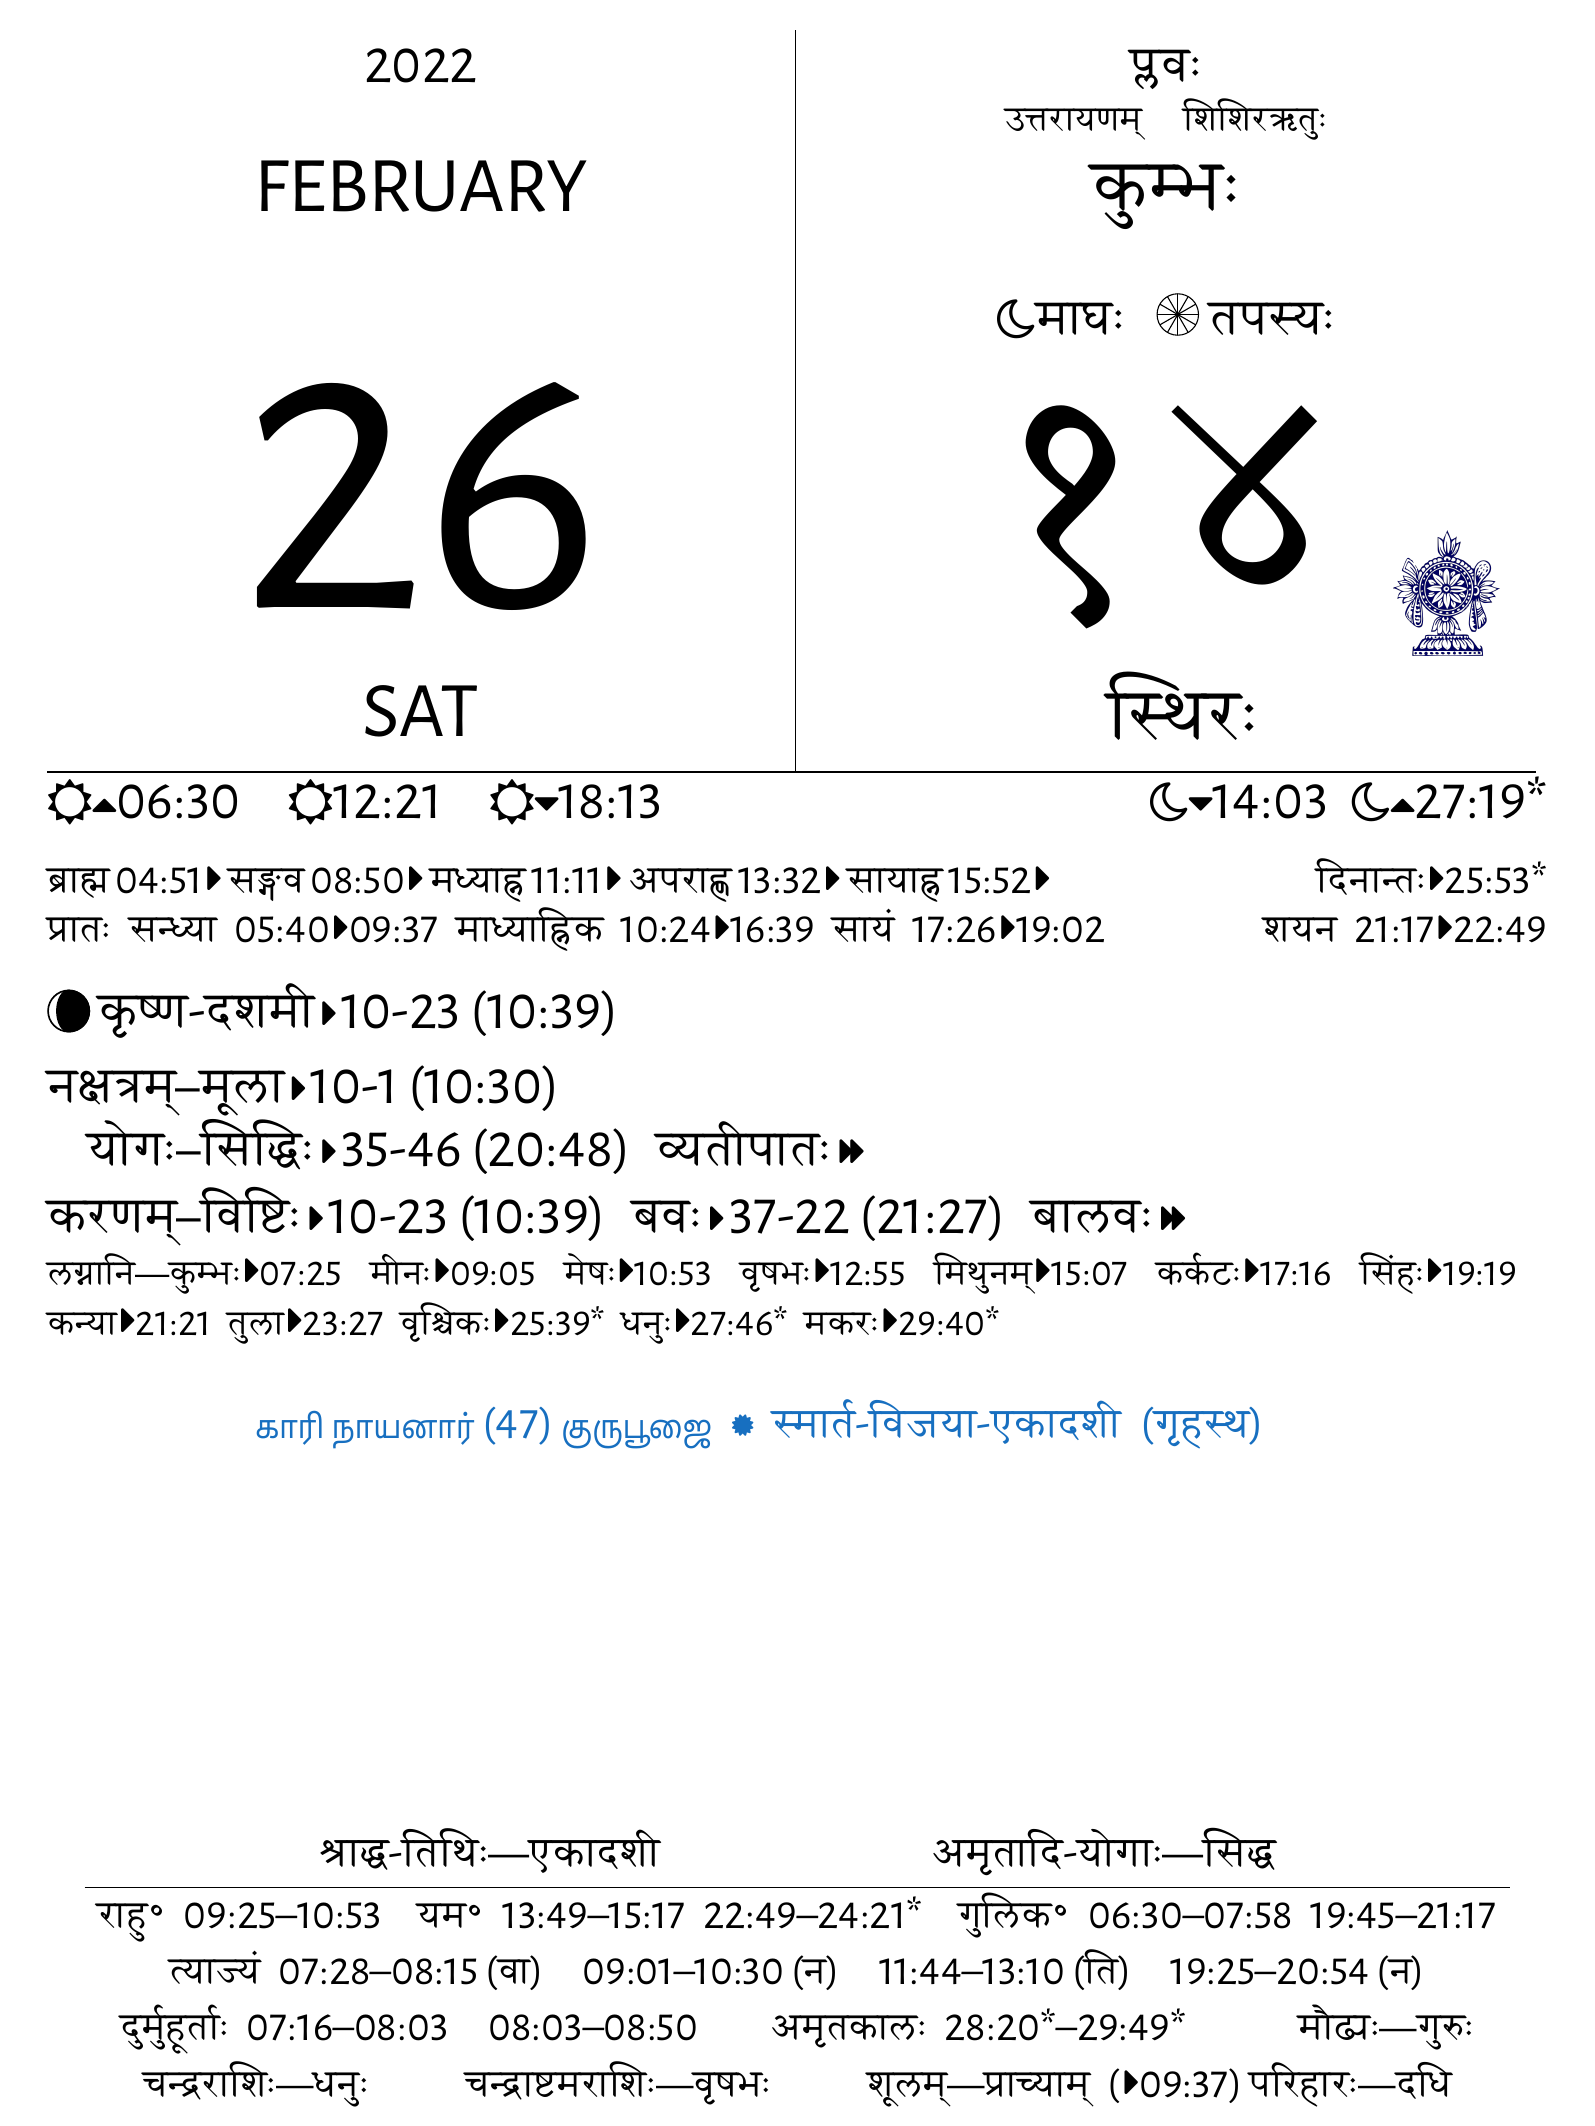 2022
FEBRUARY
26
SAT
प्लवः
उत्तरायणम् शिशिरऋतुः
कुम्भः
माघः तपस्यः
१४
स्थिरः
06:30 12:21 18:13 14:03 27:19*
ब्राह्म 04:51 सङ्गव 08:50 मध्याह्न 11:11 अपराह्ण 13:32 सायाह्न 15:52 दिनान्तः 25:53*
प्रातः सन्ध्या 05:40 09:37 माध्याह्निक 10:24 16:39 सायं 17:26 19:02 शयन 21:17 22:49
कृष्ण-दशमी 10-23 (10:39)
नक्षत्रम्–मूला 10-1 (10:30)
योगः–सिद्धिः 35-46 (20:48) व्यतीपातः
करणम्–विष्टिः 10-23 (10:39) बवः 37-22 (21:27) बालवः
लग्नानि—कुम्भः 07:25 मीनः 09:05 मेषः 10:53 वृषभः 12:55 मिथुनम् 15:07 कर्कटः 17:16 सिंहः 19:19
कन्या 21:21 तुला 23:27 वृश्चिकः 25:39* धनुः 27:46* मकरः 29:40*
காரி நாயனார் (47) குருபூஜை ✹ स्मार्त-विजया-एकादशी (गृहस्थ)
श्राद्ध-तिथिः—एकादशी अमृतादि-योगाः—सिद्ध
राहु॰ 09:25–10:53 यम॰ 13:49–15:17 22:49–24:21* गुलिक॰ 06:30–07:58 19:45–21:17
त्याज्यं 07:28–08:15 (वा) 09:01–10:30 (न) 11:44–13:10 (ति) 19:25–20:54 (न)
दुर्मुहूर्ताः 07:16–08:03 08:03–08:50 अमृतकालः 28:20*–29:49* मौढ्यः—गुरुः
चन्द्रराशिः—धनुः चन्द्राष्टमराशिः—वृषभः शूलम्—प्राच्याम् (09:37) परिहारः—दधि